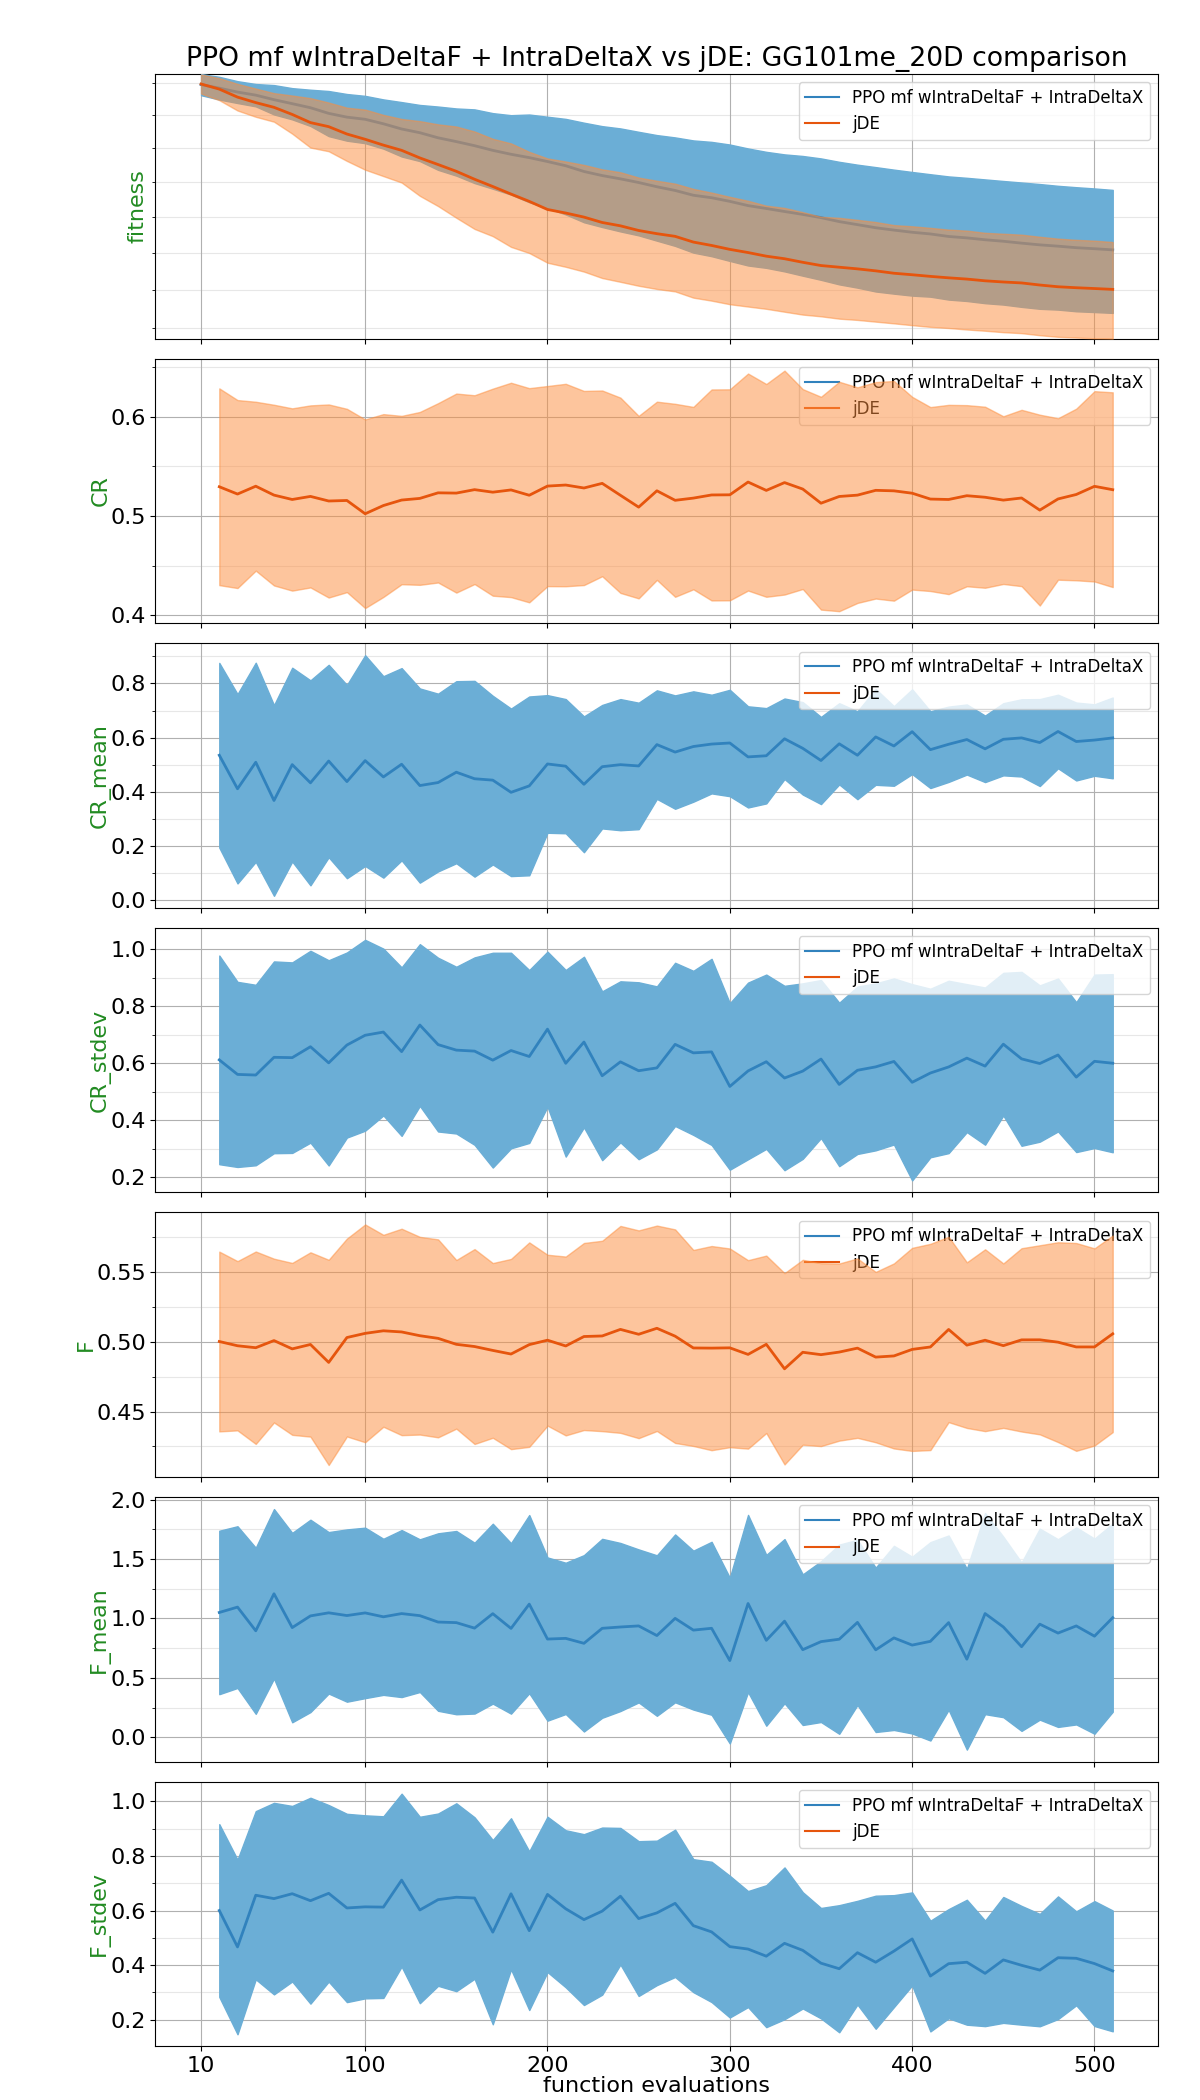 PPO mf wIntraDeltaF + IntraDeltaX vs jDE: GG101me_20D comparison
fitness
PPO mf wIntraDeltaF + IntraDeltaX
jDE
CR
0.6
0.5
0.4
PPO mf wIntraDeltaF + IntraDeltaX
jDE
CR_mean
0.8
0.6
0.4
0.2
0.0
PPO mf wIntraDeltaF + IntraDeltaX
jDE
CR_stdev
1.0
0.8
0.6
0.4
0.2
PPO mf wIntraDeltaF + IntraDeltaX
jDE
F
0.55
0.50
0.45
PPO mf wIntraDeltaF + IntraDeltaX
jDE
F_mean
2.0
1.5
1.0
0.5
0.0
PPO mf wIntraDeltaF + IntraDeltaX
jDE
F_stdev
1.0
0.8
0.6
0.4
0.2
PPO mf wIntraDeltaF + IntraDeltaX
jDE
10 100 200 300 400 500
function evaluations